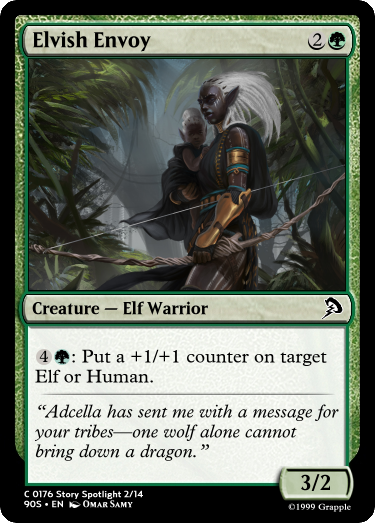 Elvish Envoy 2
Creature — Elf Warrior
4: Put a +1/+1 counter on target
Elf or Human.
“Adcella has sent me with a message for
your tribes—one wolf alone cannot
bring down a dragon.”
3/2
C 0176 Story Spotlight 2/14
90S • EN Omar Samy
©1999 Grapple